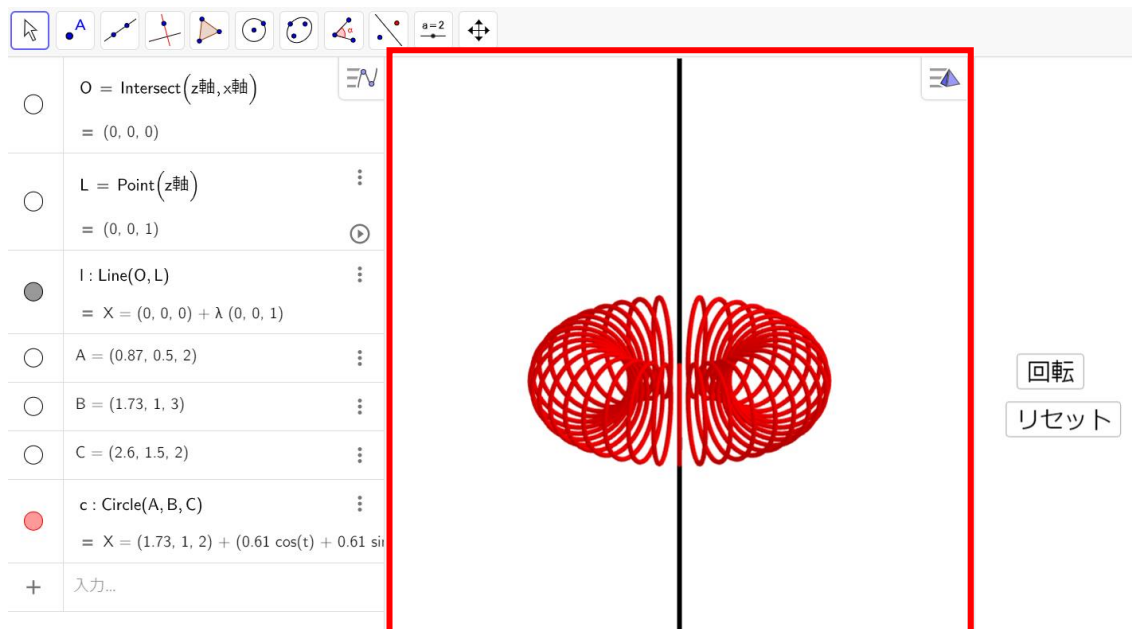 A
α
a=2
O = Intersect(z軸, x軸)
= (0, 0, 0)
L = Point(z軸)
= (0, 0, 1)
l : Line(O, L)
= X = (0, 0, 0) + λ (0, 0, 1)
A = (0.87, 0.5, 2)
B = (1.73, 1, 3)
C = (2.6, 1.5, 2)
c : Circle(A, B, C)
= X = (1.73, 1, 2) + (0.61 cos(t) + 0.61 sin
入力...
回転
リセット